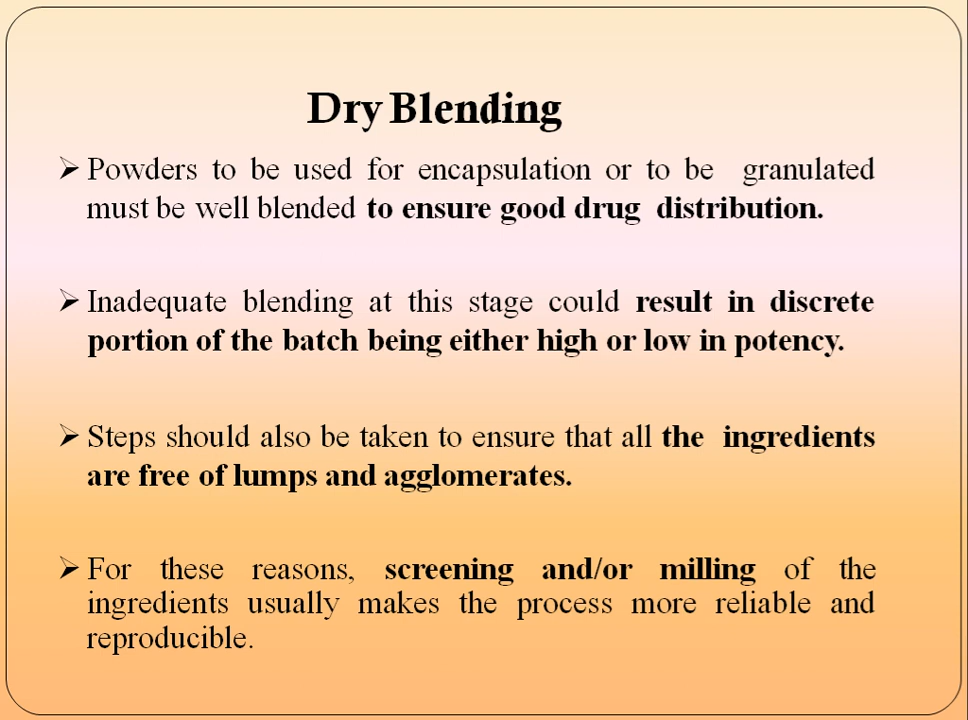 Dry Blending
➢ Powders to be used for encapsulation or to be granulated
must be well blended to ensure good drug distribution.
➢ Inadequate blending at this stage could result in discrete
portion of the batch being either high or low in potency.
➢ Steps should also be taken to ensure that all the ingredients
are free of lumps and agglomerates.
➢ For these reasons, screening and/or milling of the
ingredients usually makes the process more reliable and
reproducible.